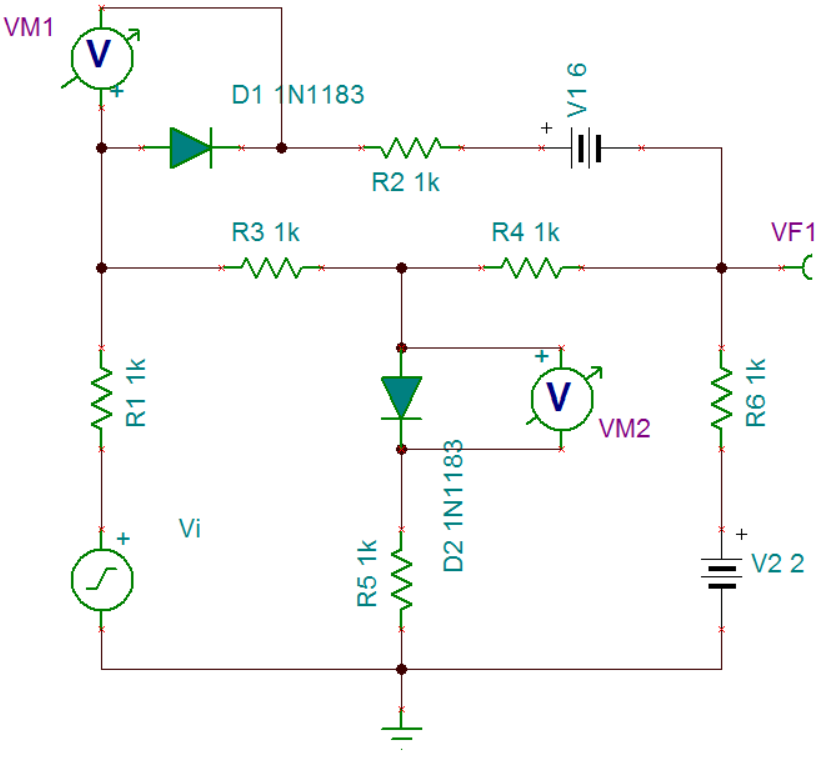 VM1
V
+
D1 1N1183
V1 6
+
R2 1k
R3 1k
R4 1k
VF1
R1 1k
+
V
VM2
R6 1k
D2 1N1183
Vi
+
R5 1k
+
V2 2